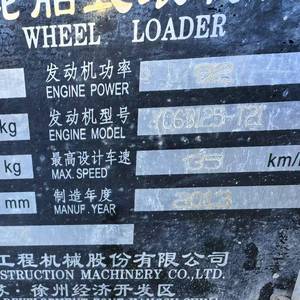 WHEEL LOADER
发动机功率
ENGINE POWER
kg
发动机型号
ENGINE MODEL
kg
最高设计车速
MAX. SPEED
35 km/
mm
制造年度
MANUF. YEAR
工程机械股份有限公司
STRUCTION MACHINERY CO.,LTD.
苏·徐州经济开发区